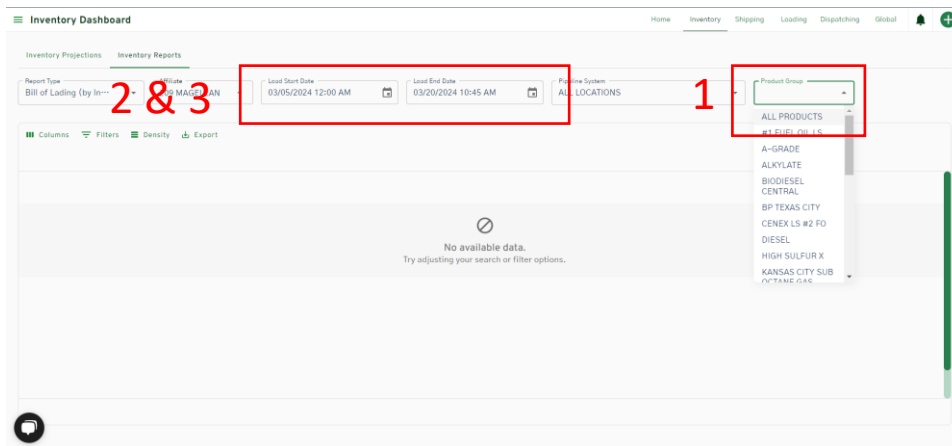 Inventory Dashboard
Home Inventory Shipping Loading Dispatching Global
Inventory Projections Inventory Reports
Report Type Affiliate Load Start Date Load End Date Pipeline System Product Group
Bill of Lading (by In··· MAGELLAN 03/05/2024 12:00 AM 03/20/2024 10:45 AM ALL LOCATIONS
2 & 3 1
ALL PRODUCTS
Columns Filters Density Export
#1 FUEL OIL LS
A-GRADE
ALKYLATE
BIODIESEL
CENTRAL
BP TEXAS CITY
CENEX LS #2 FO
DIESEL
No available data.
HIGH SULFUR X
Try adjusting your search or filter options.
KANSAS CITY SUB
OCTANE GAS